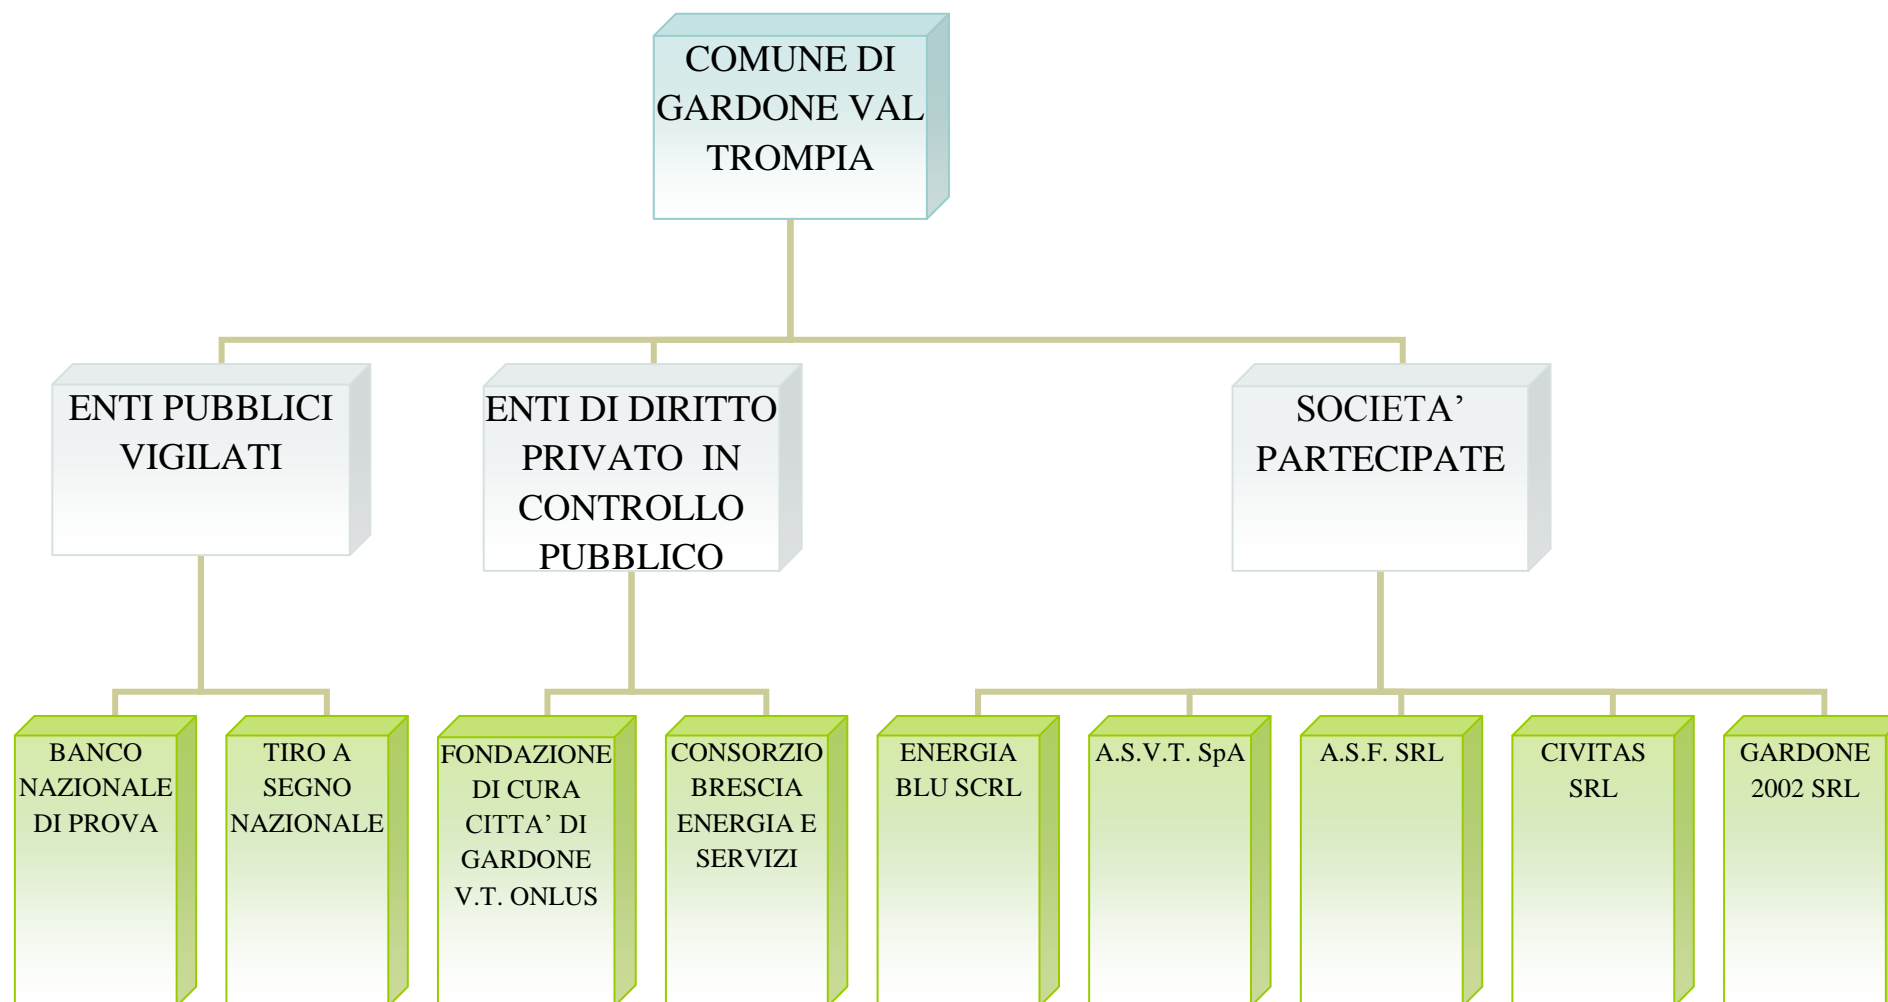 COMUNE DI
GARDONE VAL
TROMPIA
ENTI PUBBLICI
VIGILATI
ENTI DI DIRITTO
PRIVATO IN
CONTROLLO
PUBBLICO
SOCIETA’
PARTECIPATE
BANCO
NAZIONALE
DI PROVA
TIRO A
SEGNO
NAZIONALE
FONDAZIONE
DI CURA
CITTA’ DI
GARDONE
V.T. ONLUS
CONSORZIO
BRESCIA
ENERGIA E
SERVIZI
ENERGIA
BLU SCRL
A.S.V.T. SpA
A.S.F. SRL
CIVITAS
SRL
GARDONE
2002 SRL